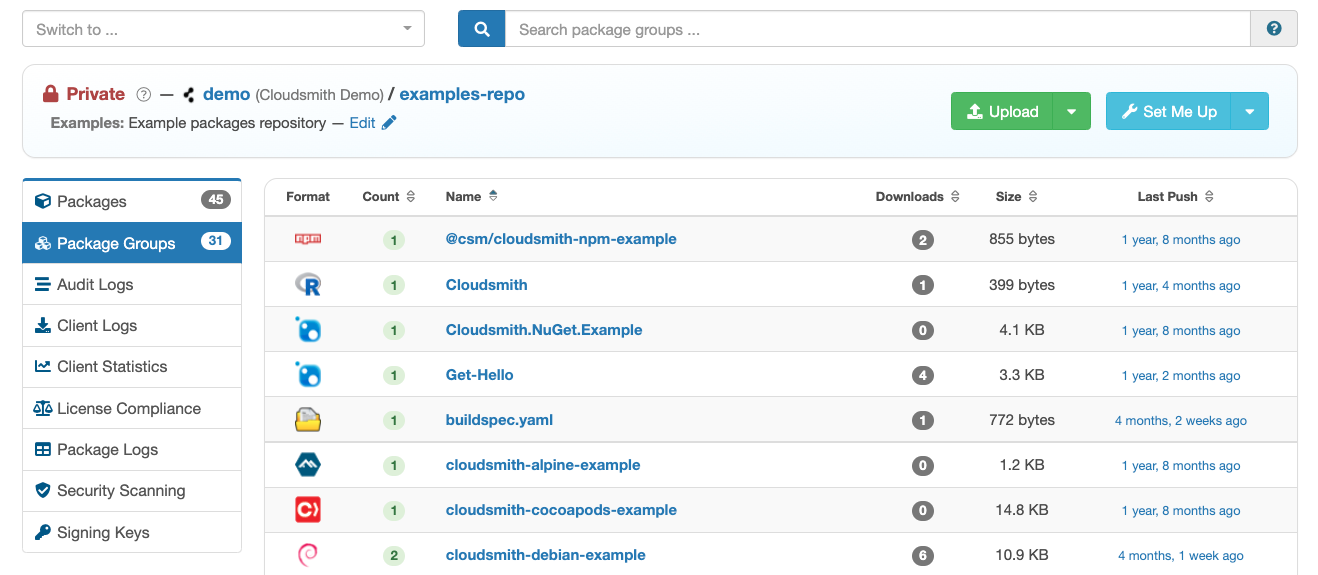 Switch to ...
Search package groups ...
Private — demo (Cloudsmith Demo) / examples-repo
Examples: Example packages repository — Edit
Upload
Set Me Up
Packages 45
Package Groups 31
Audit Logs
Client Logs
Client Statistics
License Compliance
Package Logs
Security Scanning
Signing Keys
Format Count Name Downloads Size Last Push
npm 1 @csm/cloudsmith-npm-example 2 855 bytes 1 year, 8 months ago
R 1 Cloudsmith 1 399 bytes 1 year, 4 months ago
1 Cloudsmith.NuGet.Example 0 4.1 KB 1 year, 8 months ago
1 Get-Hello 4 3.3 KB 1 year, 2 months ago
1 buildspec.yaml 1 772 bytes 4 months, 2 weeks ago
1 cloudsmith-alpine-example 0 1.2 KB 1 year, 8 months ago
1 cloudsmith-cocoapods-example 0 14.8 KB 1 year, 8 months ago
2 cloudsmith-debian-example 6 10.9 KB 4 months, 1 week ago